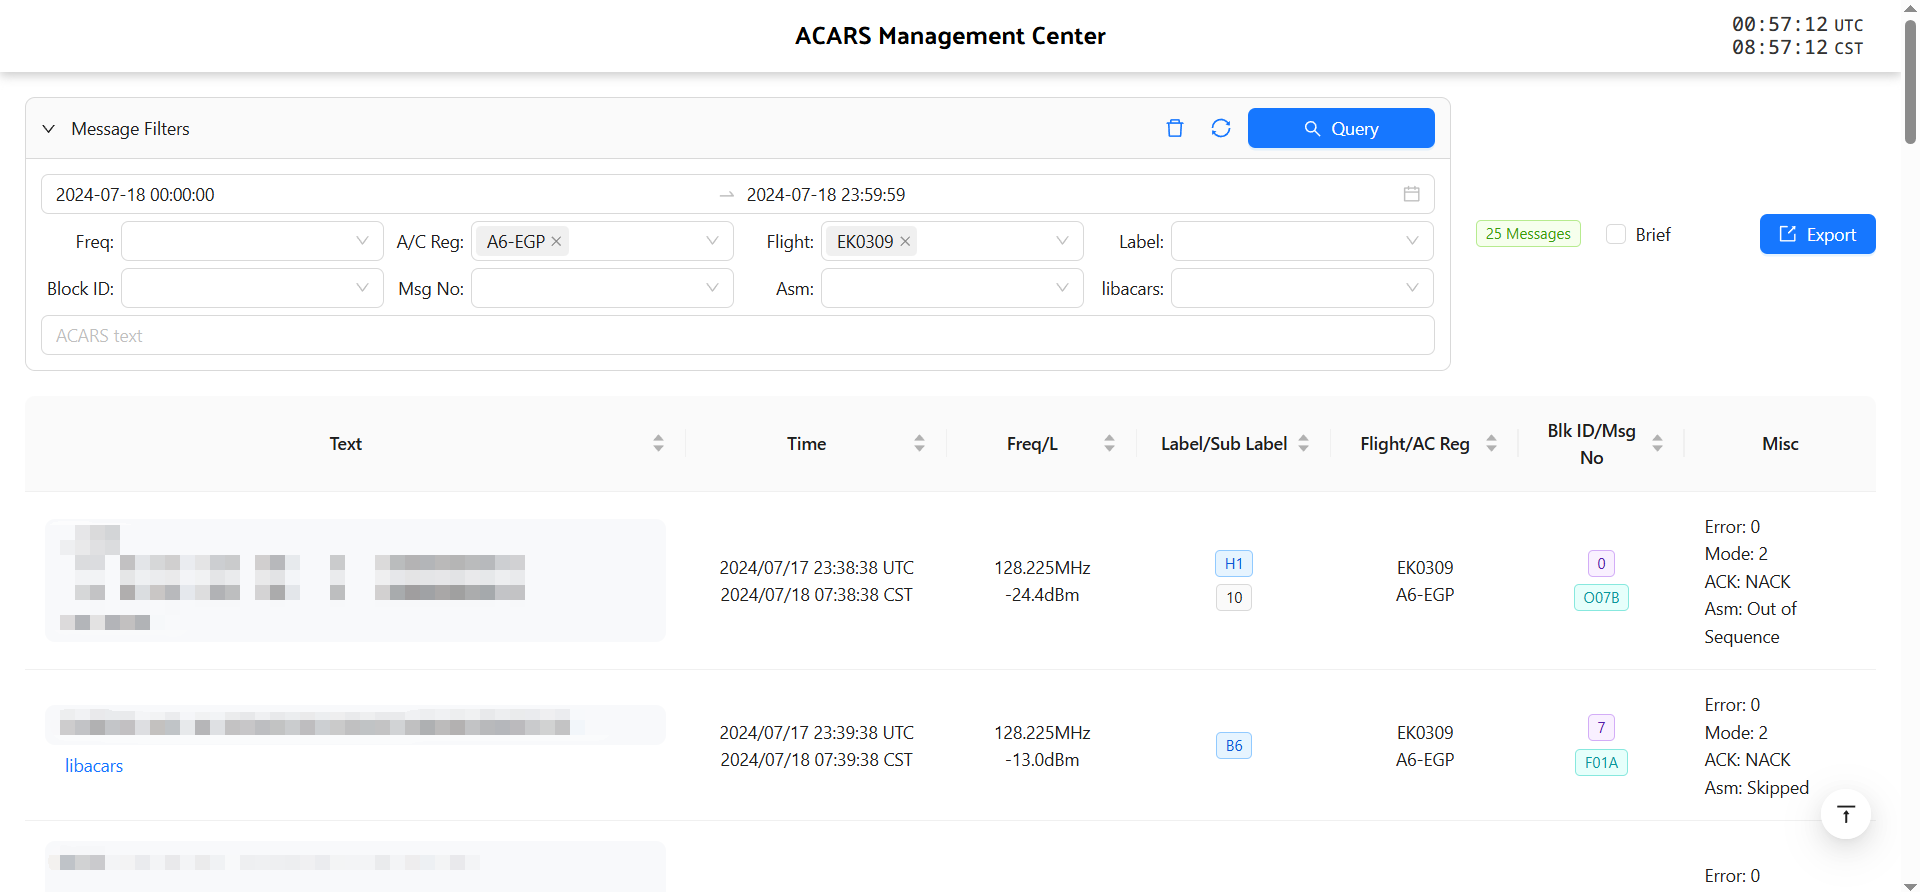 ACARS Management Center
00:57:12 UTC
08:57:12 CST
Message Filters
Query
2024-07-18 00:00:00 → 2024-07-18 23:59:59
Freq: A/C Reg: A6-EGP × Flight: EK0309 × Label:
25 Messages Brief Export
Block ID: Msg No: Asm: libacars:
ACARS text
Text Time Freq/L Label/Sub Label Flight/AC Reg Blk ID/Msg No Misc
2024/07/17 23:38:38 UTC
2024/07/18 07:38:38 CST
128.225MHz
-24.4dBm
H1
10
EK0309
A6-EGP
0
O07B
Error: 0
Mode: 2
ACK: NACK
Asm: Out of
Sequence
libacars
2024/07/17 23:39:38 UTC
2024/07/18 07:39:38 CST
128.225MHz
-13.0dBm
B6
EK0309
A6-EGP
7
F01A
Error: 0
Mode: 2
ACK: NACK
Asm: Skipped
Error: 0